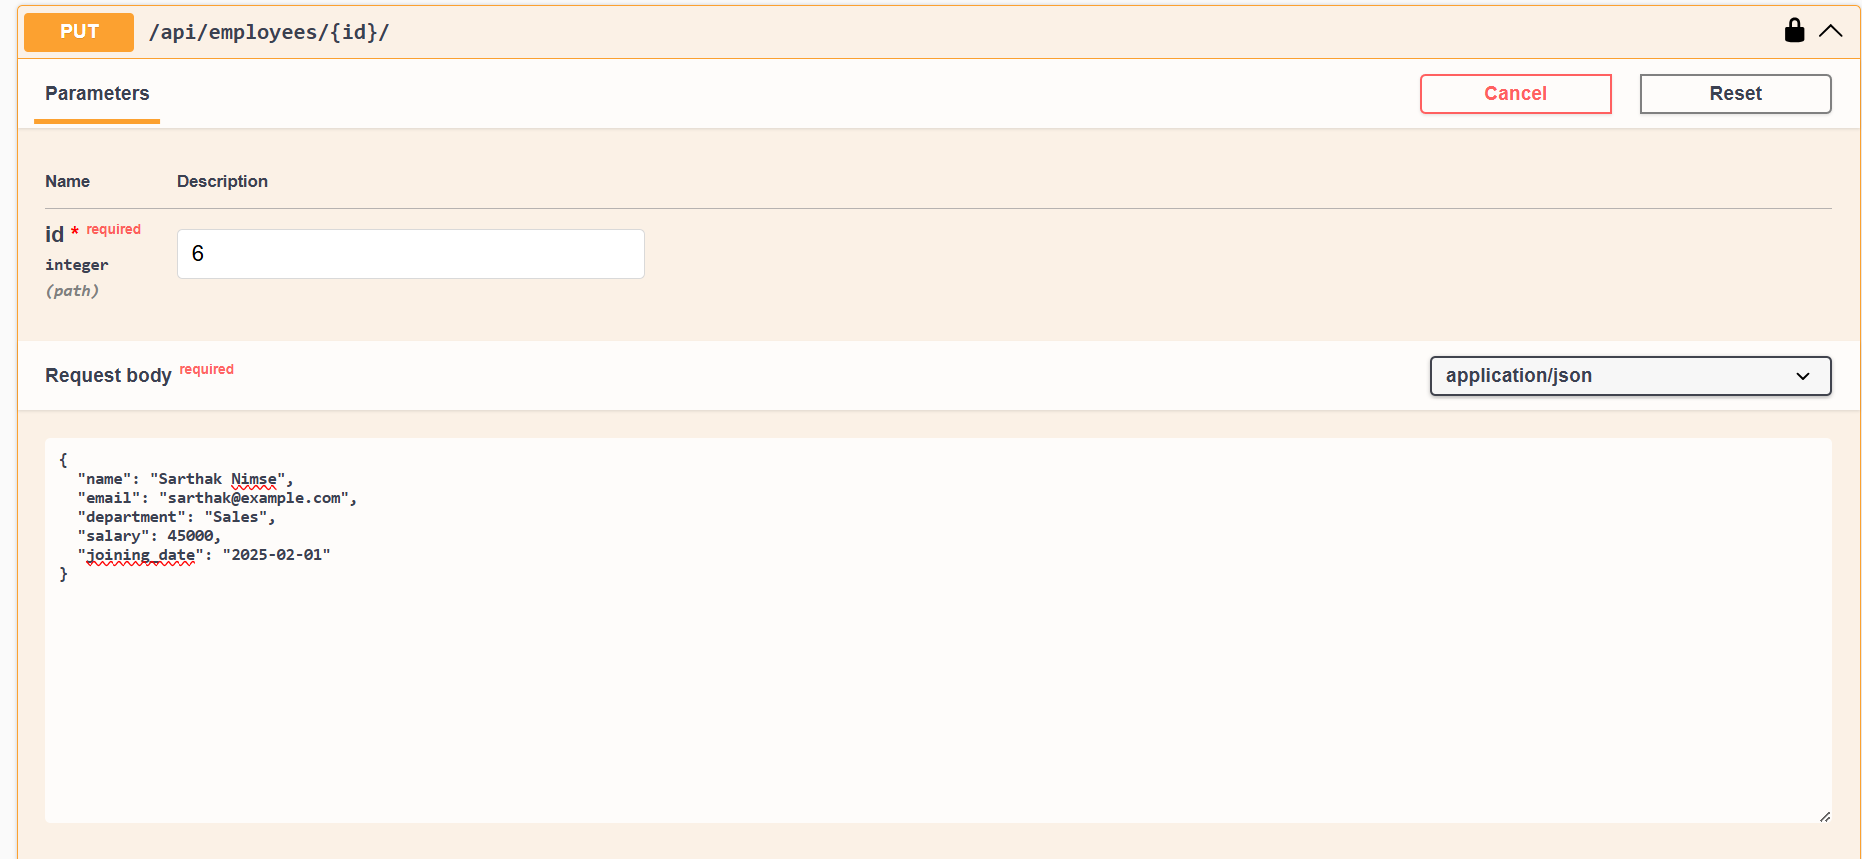 PUT /api/employees/{id}/
Parameters
Cancel
Reset
Name Description
id * required
integer
(path)
6
Request body required
application/json
{
  "name": "Sarthak Nimse",
  "email": "sarthak@example.com",
  "department": "Sales",
  "salary": 45000,
  "joining_date": "2025-02-01"
}